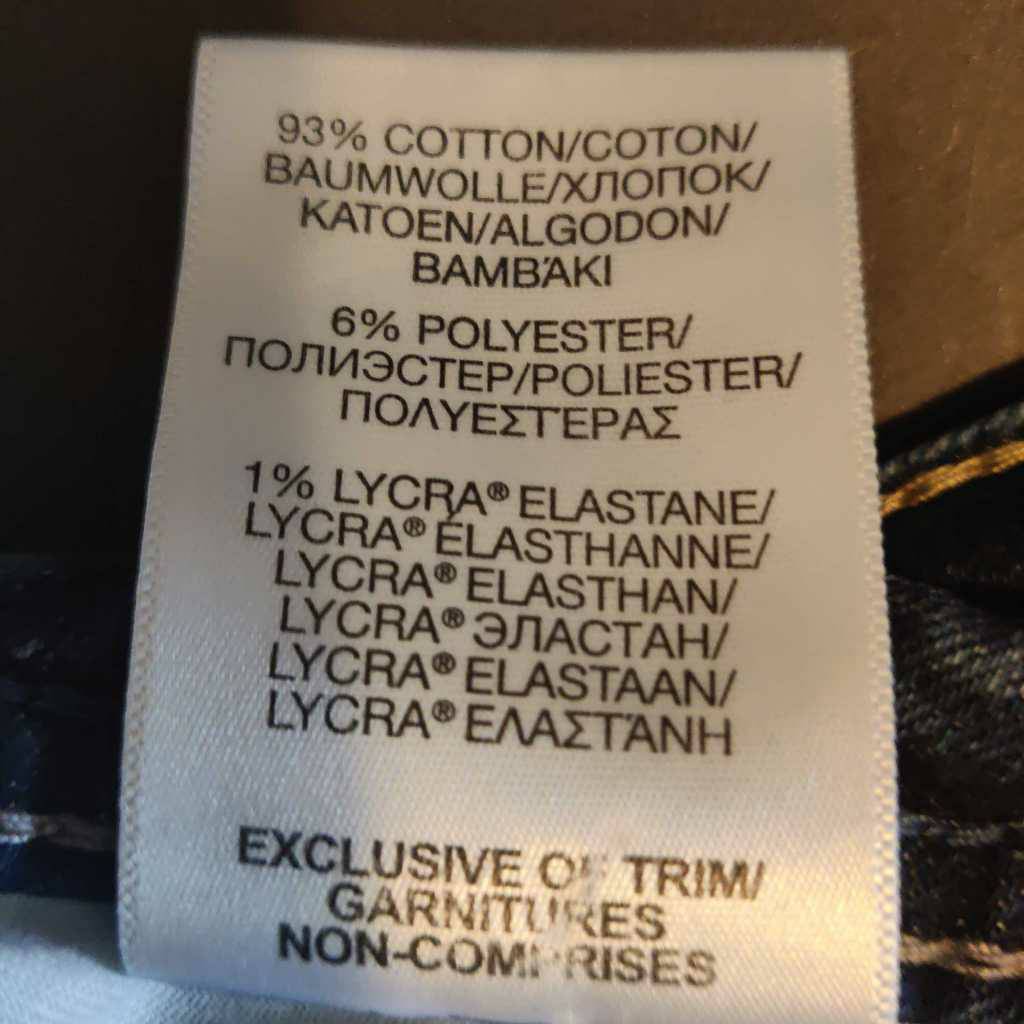 93% COTTON/COTON/
BAUMWOLLE/ХЛОПОК/
KATOEN/ALGODON/
ΒΑΜΒΆΚΙ
6% POLYESTER/
ПОЛИЭСТЕР/POLIESTER/
ΠΟΛΥΕΣΤΈΡΑΣ
1% LYCRA® ELASTANE/
LYCRA® ÉLASTHANNE/
LYCRA® ELASTHAN/
LYCRA® ЭЛАСТАН/
LYCRA® ELASTAAN/
LYCRA® ΕΛΑΣΤΆΝΗ
EXCLUSIVE OF TRIM/
GARNITURES
NON-COMPRISES